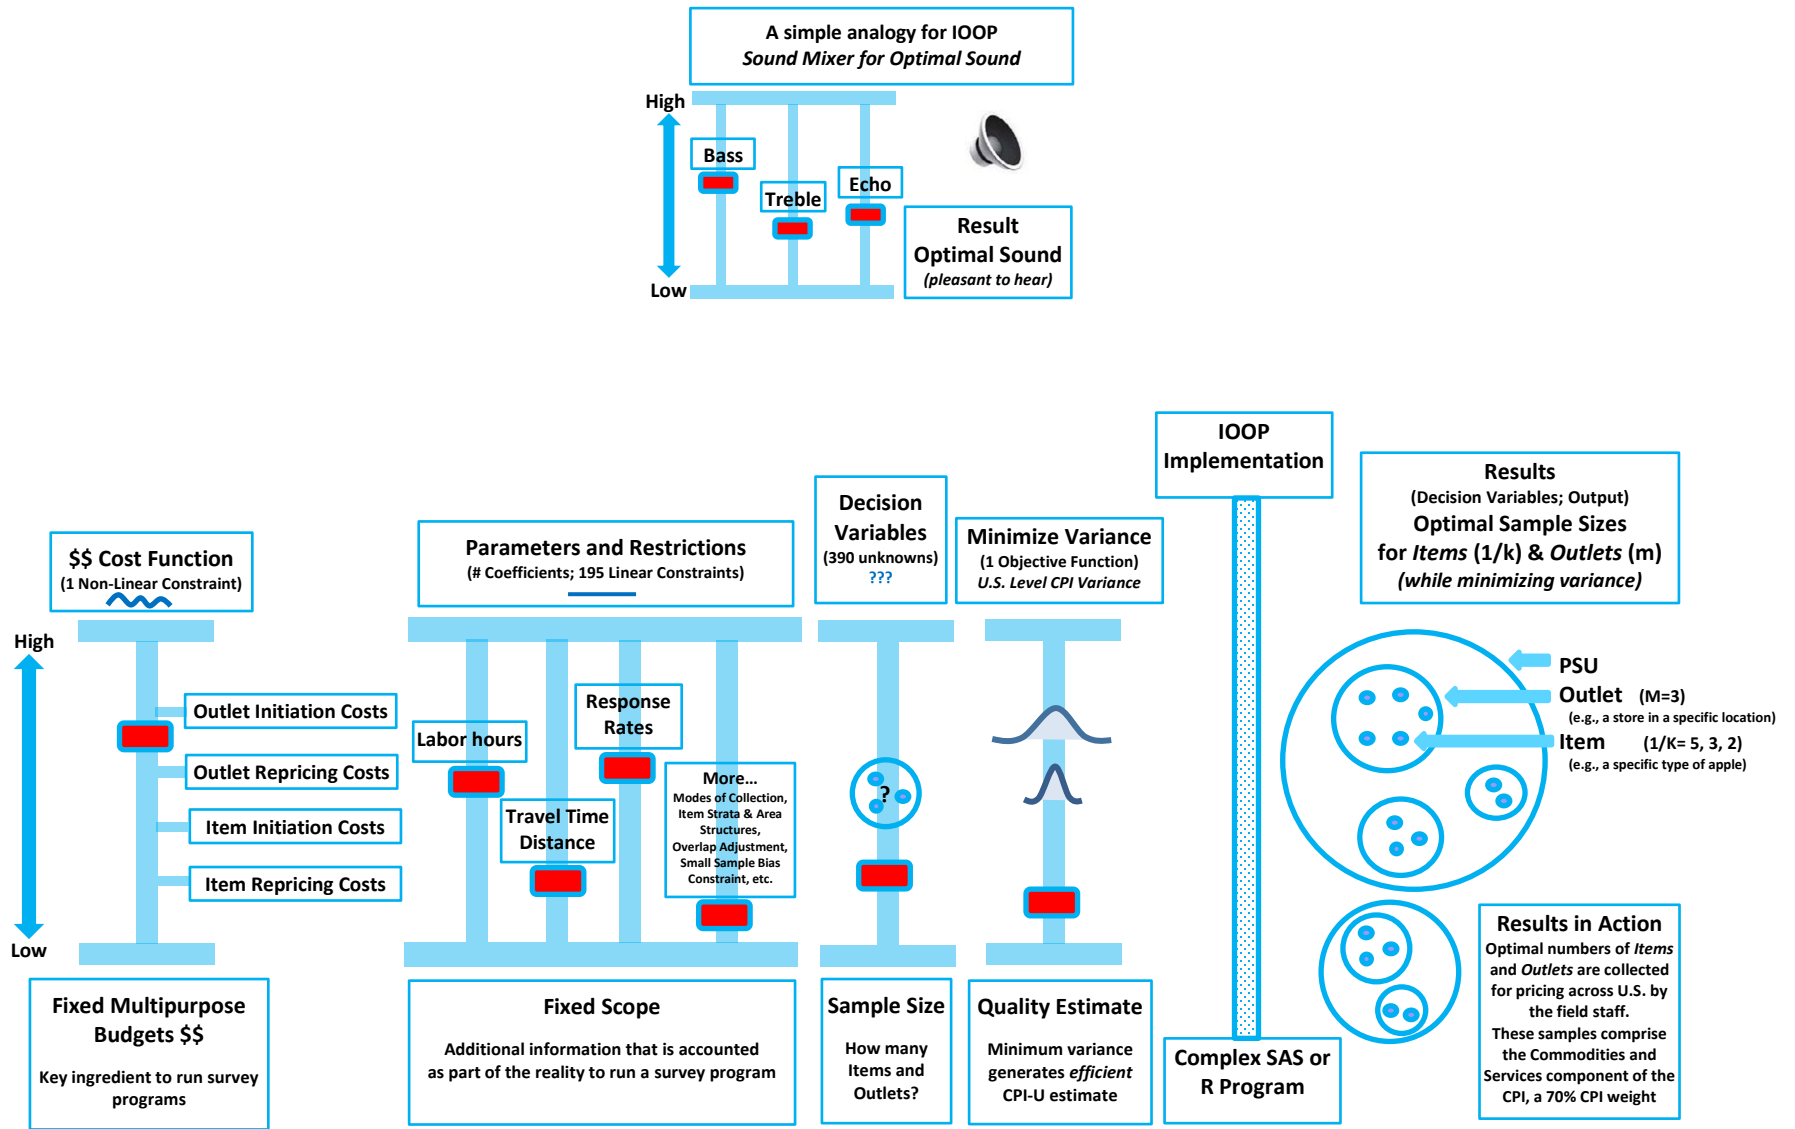 A simple analogy for IOOP
Sound Mixer for Optimal Sound
High
Bass
Treble
Echo
Low
Result
Optimal Sound
(pleasant to hear)
$$ Cost Function
(1 Non-Linear Constraint)
High
Outlet Initiation Costs
Outlet Repricing Costs
Item Initiation Costs
Item Repricing Costs
Low
Fixed Multipurpose
Budgets $$
Key ingredient to run survey
programs
Parameters and Restrictions
(# Coefficients; 195 Linear Constraints)
Labor hours
Travel Time
Distance
Response
Rates
More...
Modes of Collection,
Item Strata & Area
Structures,
Overlap Adjustment,
Small Sample Bias
Constraint, etc.
Fixed Scope
Additional information that is accounted
as part of the reality to run a survey program
Decision
Variables
(390 unknowns)
???
?
Sample Size
How many
Items and
Outlets?
Minimize Variance
(1 Objective Function)
U.S. Level CPI Variance
Quality Estimate
Minimum variance
generates efficient
CPI-U estimate
IOOP
Implementation
Complex SAS or
R Program
Results
(Decision Variables; Output)
Optimal Sample Sizes
for Items (1/k) & Outlets (m)
(while minimizing variance)
PSU
Outlet (M=3)
(e.g., a store in a specific location)
Item (1/K= 5, 3, 2)
(e.g., a specific type of apple)
Results in Action
Optimal numbers of Items
and Outlets are collected
for pricing across U.S. by
the field staff.
These samples comprise
the Commodities and
Services component of the
CPI, a 70% CPI weight